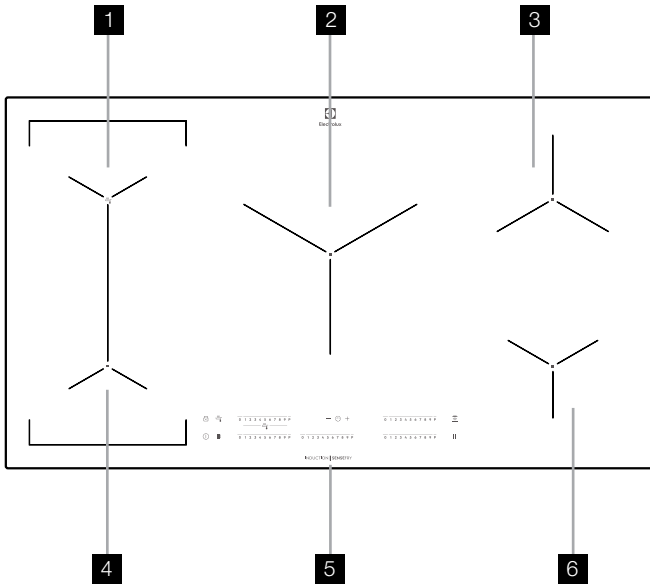 1 2 3
Electrolux
0 1 2 3 4 5 6 7 8 9 P 0 1 2 3 4 5 6 7 8 9 P
0 1 2 3 4 5 6 7 8 9 P 0 1 2 3 4 5 6 7 8 9 P 0 1 2 3 4 5 6 7 8 9 P
INDUCTION | SENSETRY
4 5 6